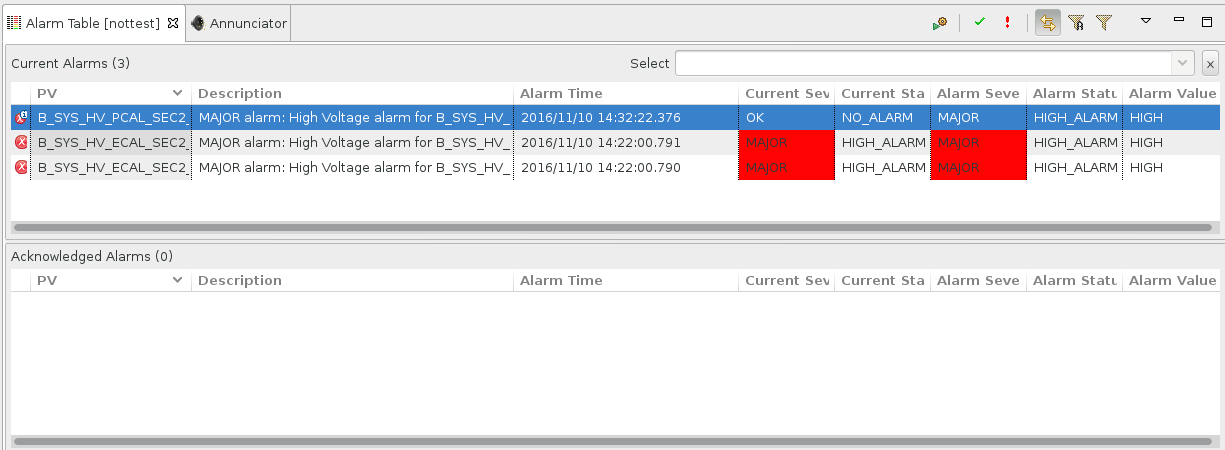 Alarm Table [nottest] Annunciator
Current Alarms (3) Select x
PV Description Alarm Time Current Sev Current Sta Alarm Seve Alarm Statu Alarm Value
B_SYS_HV_PCAL_SEC2_ MAJOR alarm: High Voltage alarm for B_SYS_HV_ 2016/11/10 14:32:22.376 OK NO_ALARM MAJOR HIGH_ALARM HIGH
B_SYS_HV_ECAL_SEC2_ MAJOR alarm: High Voltage alarm for B_SYS_HV_ 2016/11/10 14:22:00.791 MAJOR HIGH_ALARM MAJOR HIGH_ALARM HIGH
B_SYS_HV_ECAL_SEC2_ MAJOR alarm: High Voltage alarm for B_SYS_HV_ 2016/11/10 14:22:00.790 MAJOR HIGH_ALARM MAJOR HIGH_ALARM HIGH
Acknowledged Alarms (0)
PV Description Alarm Time Current Sev Current Sta Alarm Seve Alarm Statu Alarm Value